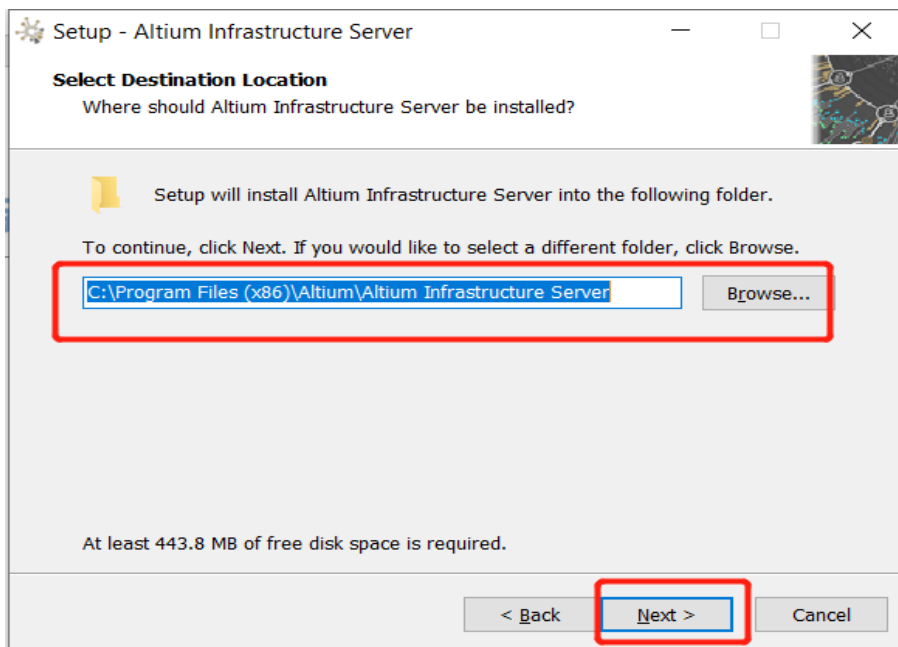 Setup - Altium Infrastructure Server
Select Destination Location
Where should Altium Infrastructure Server be installed?
Setup will install Altium Infrastructure Server into the following folder.
To continue, click Next. If you would like to select a different folder, click Browse.
C:\Program Files (x86)\Altium\Altium Infrastructure Server
Browse...
At least 443.8 MB of free disk space is required.
< Back
Next >
Cancel